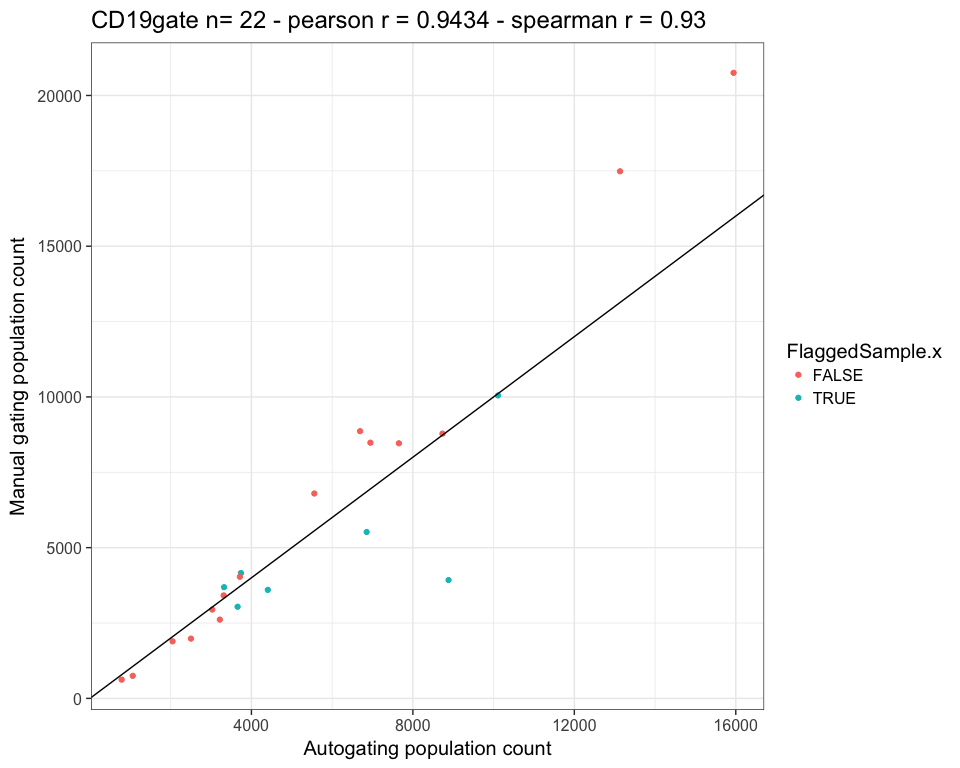 CD19gate n= 22 - pearson r = 0.9434 - spearman r = 0.93
20000
15000
10000
5000
0
Manual gating population count
4000 8000 12000 16000
Autogating population count
FlaggedSample.x
FALSE
TRUE